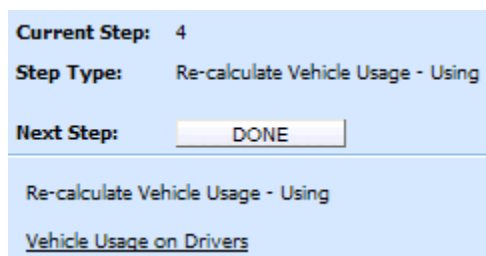 Current Step: 4
Step Type: Re-calculate Vehicle Usage - Using
Next Step: DONE
Re-calculate Vehicle Usage - Using
Vehicle Usage on Drivers